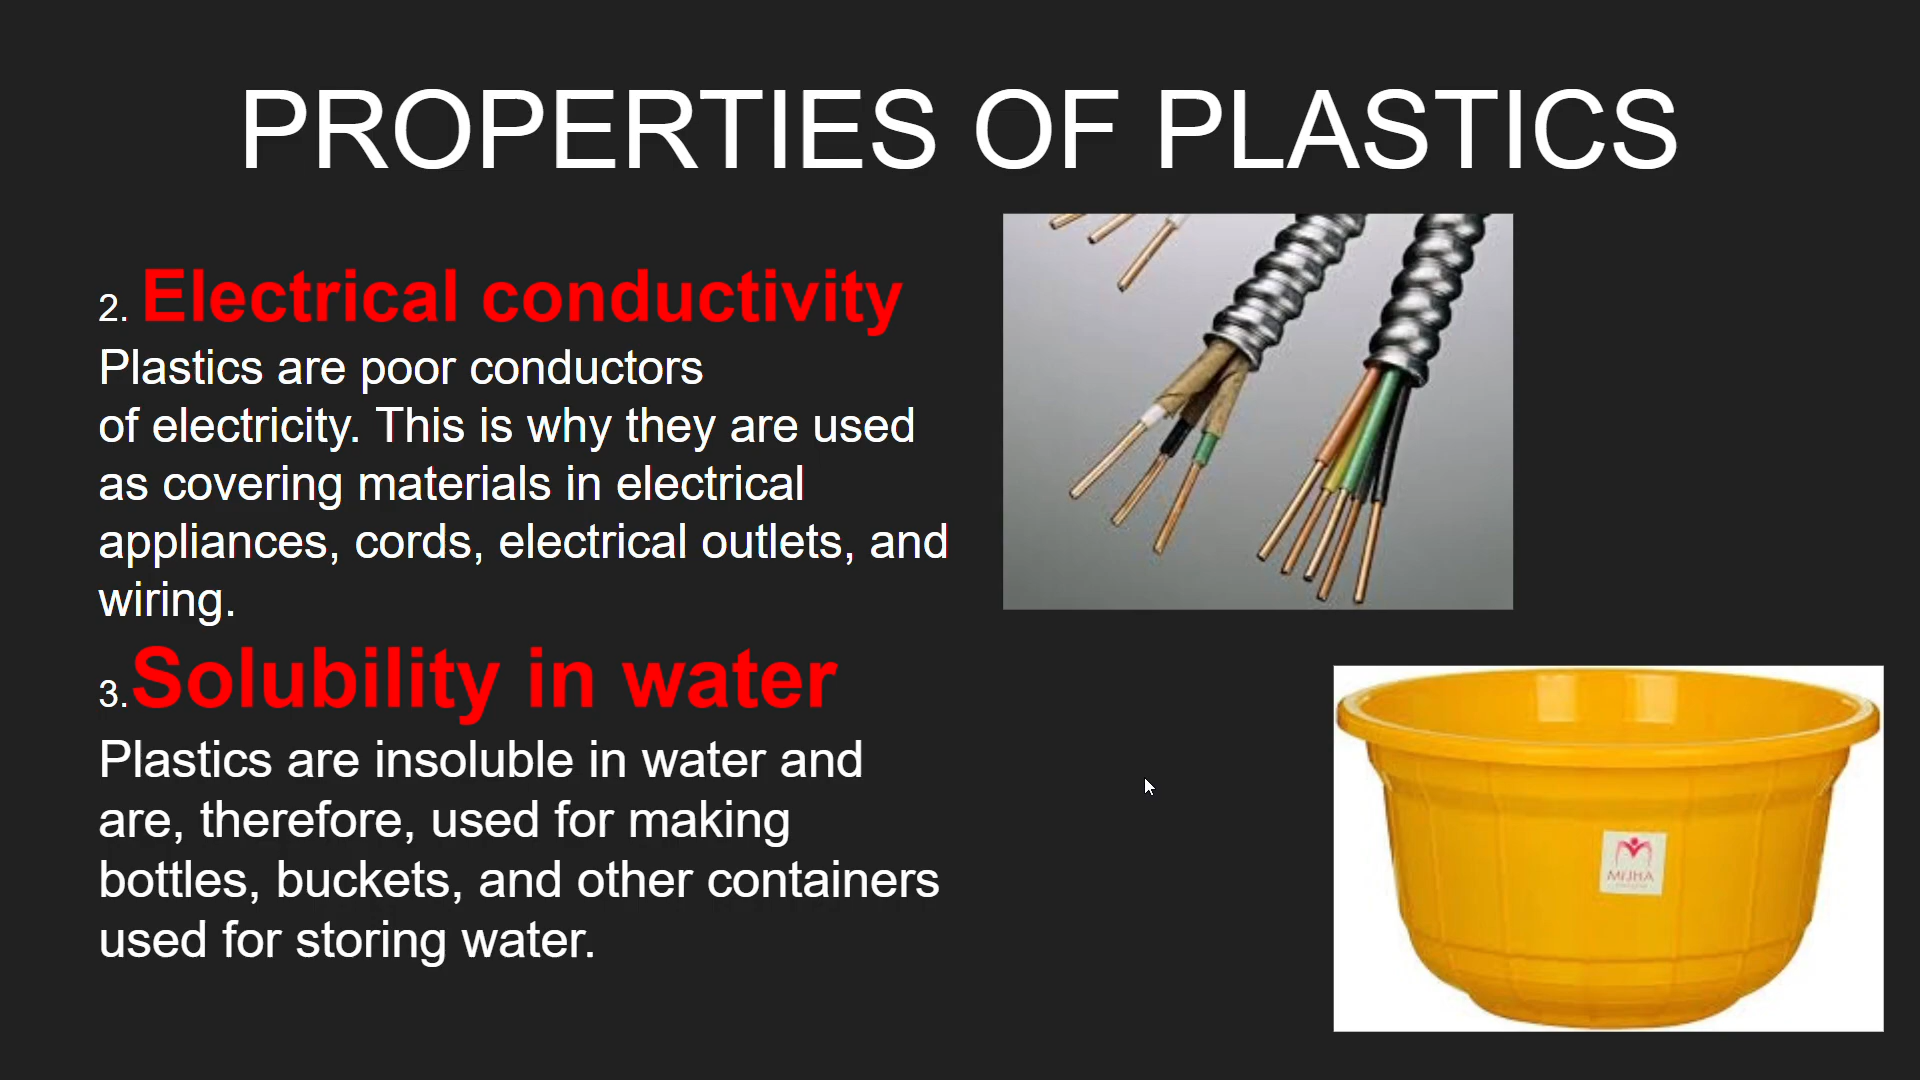 PROPERTIES OF PLASTICS
2. Electrical conductivity
Plastics are poor conductors
of electricity. This is why they are used
as covering materials in electrical
appliances, cords, electrical outlets, and
wiring.
3.Solubility in water
Plastics are insoluble in water and
are, therefore, used for making
bottles, buckets, and other containers
used for storing water.
MIJHA